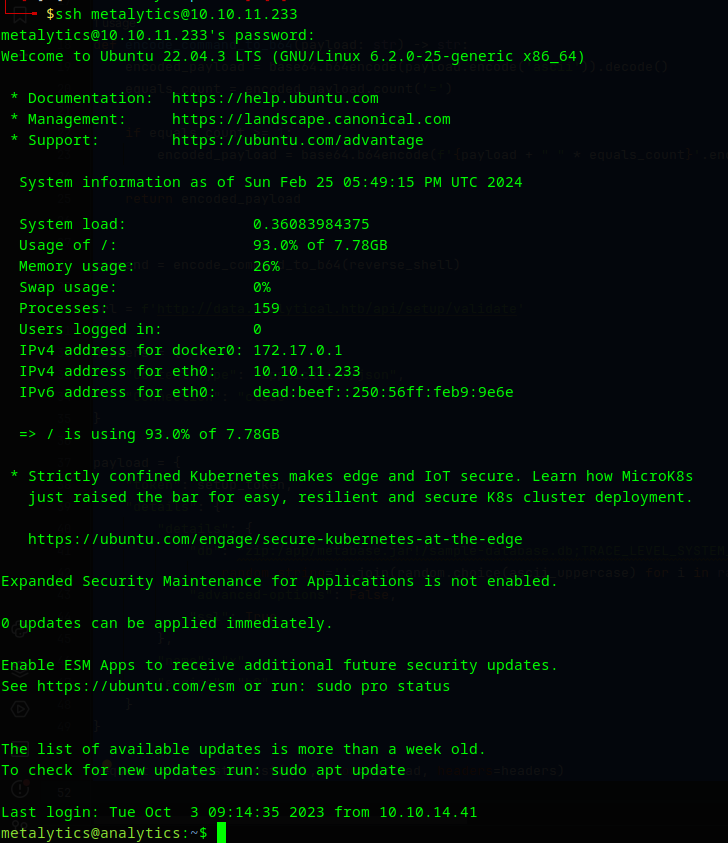 $ssh metalytics@10.10.11.233
metalytics@10.10.11.233's password:
Welcome to Ubuntu 22.04.3 LTS (GNU/Linux 6.2.0-25-generic x86_64)
 * Documentation:  https://help.ubuntu.com
 * Management:     https://landscape.canonical.com
 * Support:        https://ubuntu.com/advantage
  System information as of Sun Feb 25 05:49:15 PM UTC 2024
  System load:              0.36083984375
  Usage of /:               93.0% of 7.78GB
  Memory usage:             26%
  Swap usage:               0%
  Processes:                159
  Users logged in:          0
  IPv4 address for docker0: 172.17.0.1
  IPv4 address for eth0:    10.10.11.233
  IPv6 address for eth0:    dead:beef::250:56ff:feb9:9e6e
  => / is using 93.0% of 7.78GB
 * Strictly confined Kubernetes makes edge and IoT secure. Learn how MicroK8s
   just raised the bar for easy, resilient and secure K8s cluster deployment.
   https://ubuntu.com/engage/secure-kubernetes-at-the-edge
Expanded Security Maintenance for Applications is not enabled.
0 updates can be applied immediately.
Enable ESM Apps to receive additional future security updates.
See https://ubuntu.com/esm or run: sudo pro status
The list of available updates is more than a week old.
To check for new updates run: sudo apt update
Last login: Tue Oct  3 09:14:35 2023 from 10.10.14.41
metalytics@analytics:~$